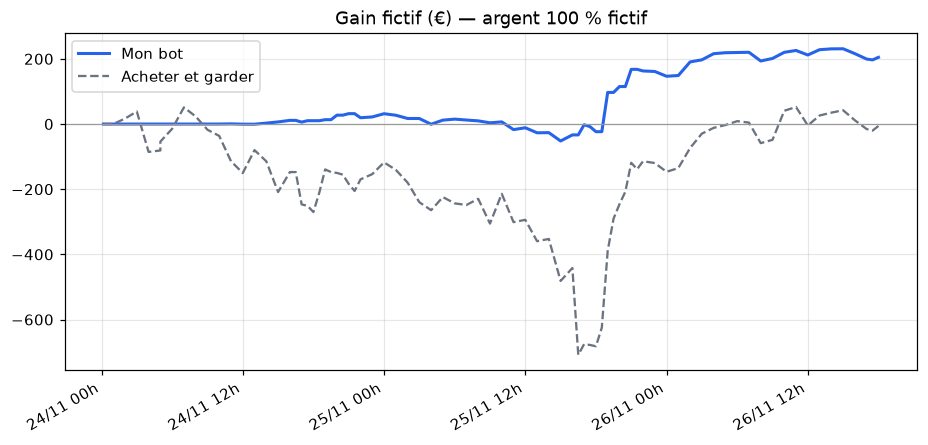 Gain fictif (€) — argent 100 % fictif
Mon bot
Acheter et garder
200
0
−200
−400
−600
24/11 00h
24/11 12h
25/11 00h
25/11 12h
26/11 00h
26/11 12h